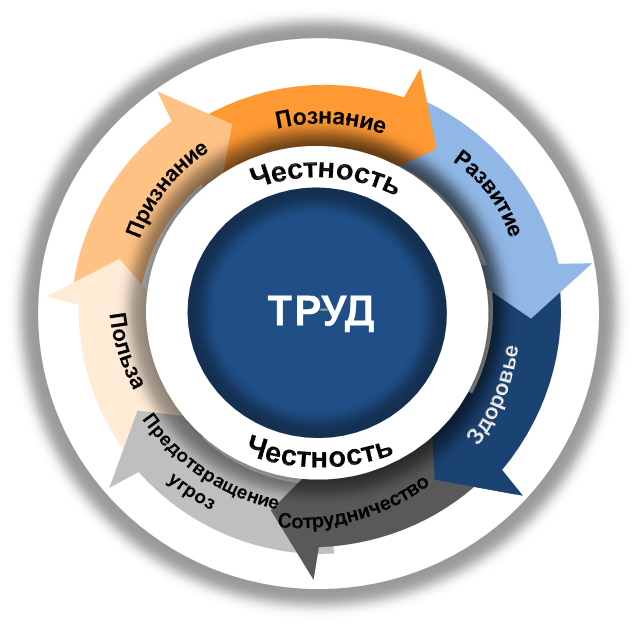 Познание
Развитие
Здоровье
Сотрудничество
Предотвращение
угроз
Польза
Признание
Честность
ТРУД
Честность